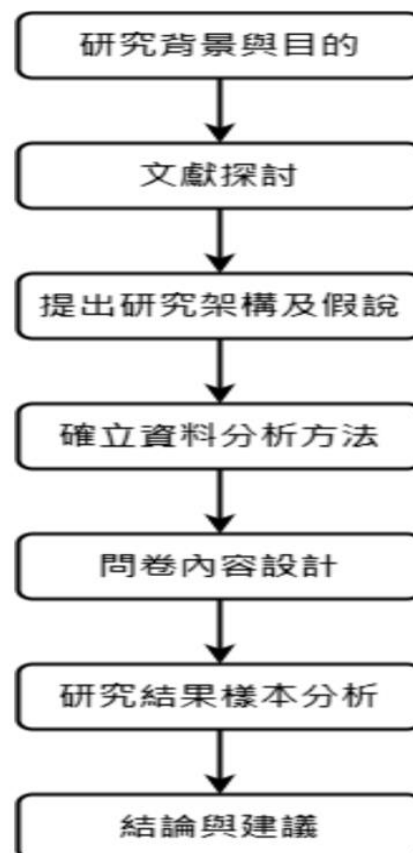 研究背景與目的
文獻探討
提出研究架構及假說
確立資料分析方法
問卷內容設計
研究結果樣本分析
結論與建議